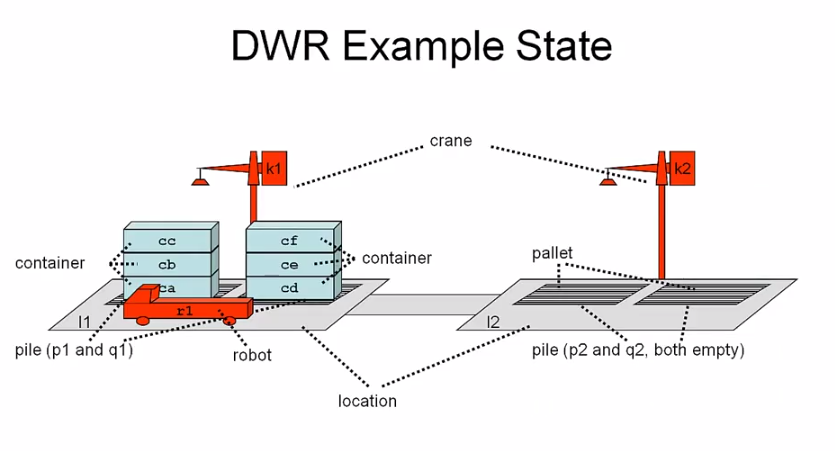 DWR Example State
crane
k1
k2
cc
cf
container
cb
ce
container
pallet
ca
cd
r1
l1
l2
pile (p1 and q1)
robot
pile (p2 and q2, both empty)
location